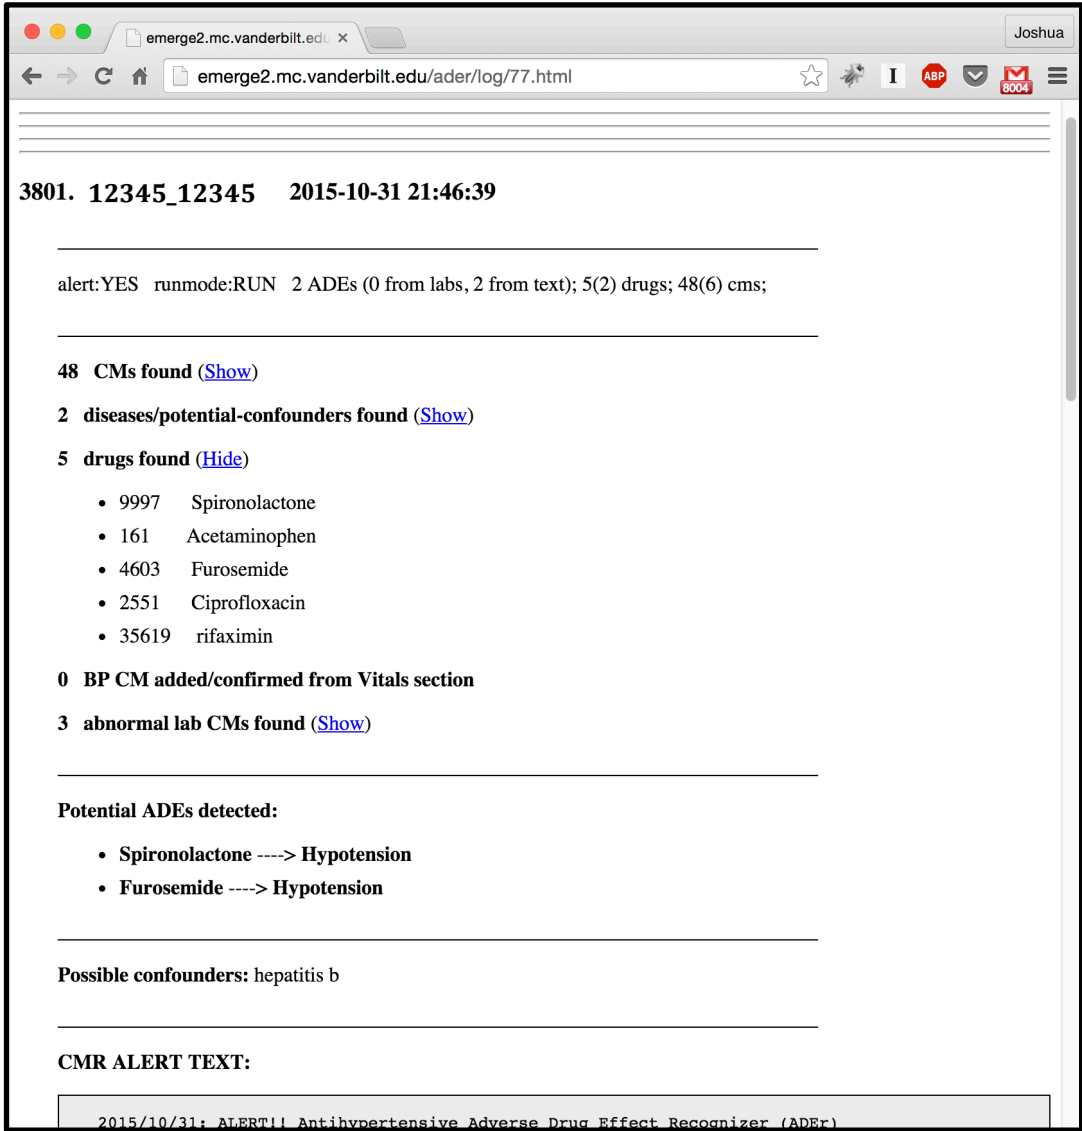 emerge2.mc.vanderbilt.edu
Joshua
emerge2.mc.vanderbilt.edu/ader/log/77.html
I
ABP
M
8004
3801. 12345_12345 2015-10-31 21:46:39
alert:YES runmode:RUN 2 ADEs (0 from labs, 2 from text); 5(2) drugs; 48(6) cms;
48 CMs found (Show)
2 diseases/potential-confounders found (Show)
5 drugs found (Hide)
• 9997 Spironolactone
• 161 Acetaminophen
• 4603 Furosemide
• 2551 Ciprofloxacin
• 35619 rifaximin
0 BP CM added/confirmed from Vitals section
3 abnormal lab CMs found (Show)
Potential ADEs detected:
• Spironolactone ----> Hypotension
• Furosemide ----> Hypotension
Possible confounders: hepatitis b
CMR ALERT TEXT:
2015/10/31: ALERT!! Antihypertensive Adverse Drug Effect Recognizer (ADEr)